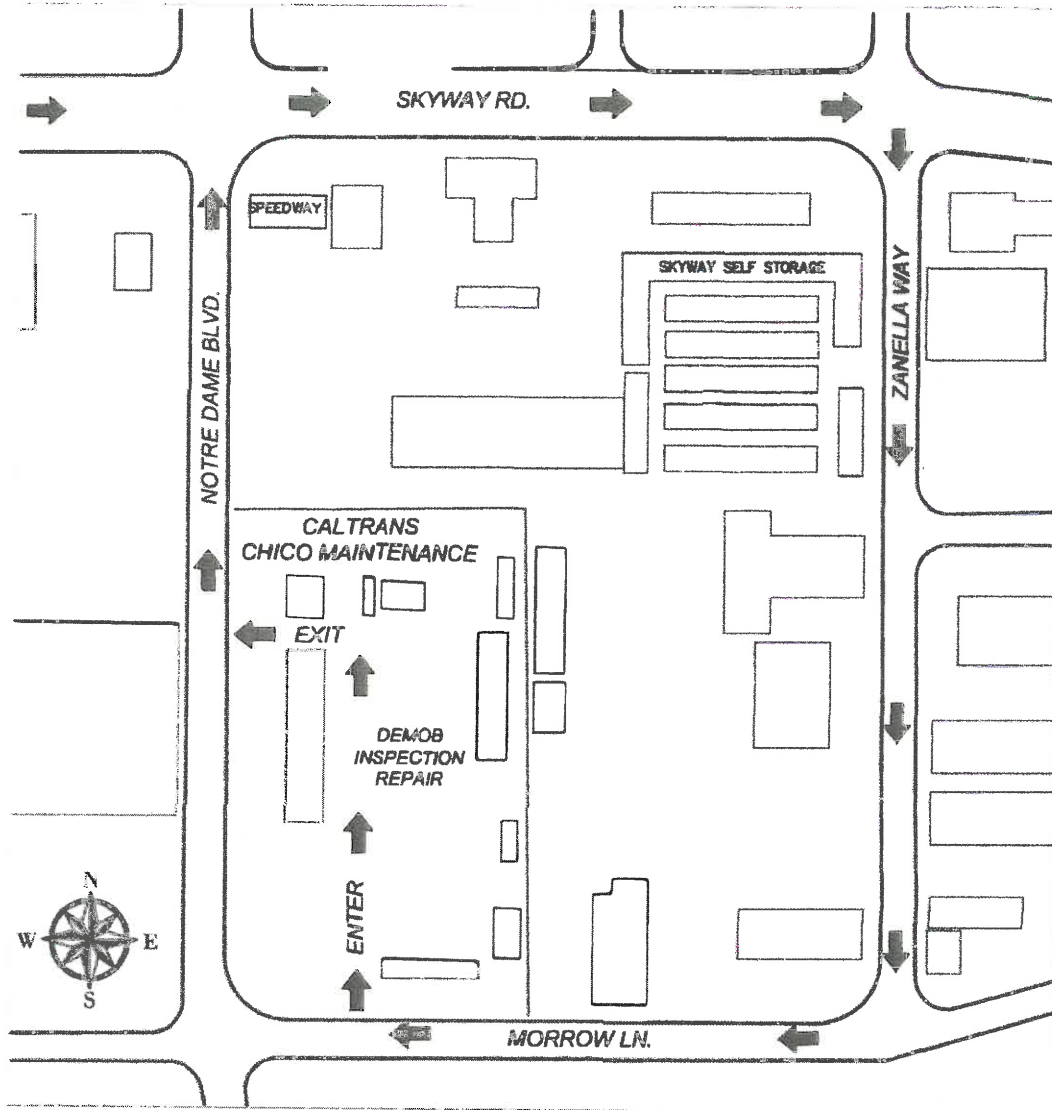 SKYWAY RD.
SPEEDWAY
SKYWAY SELF STORAGE
NOTRE DAME BLVD.
ZANELLA WAY
CALTRANS
CHICO MAINTENANCE
EXIT
DEMOB
INSPECTION
REPAIR
ENTER
N
W
E
S
MORROW LN.